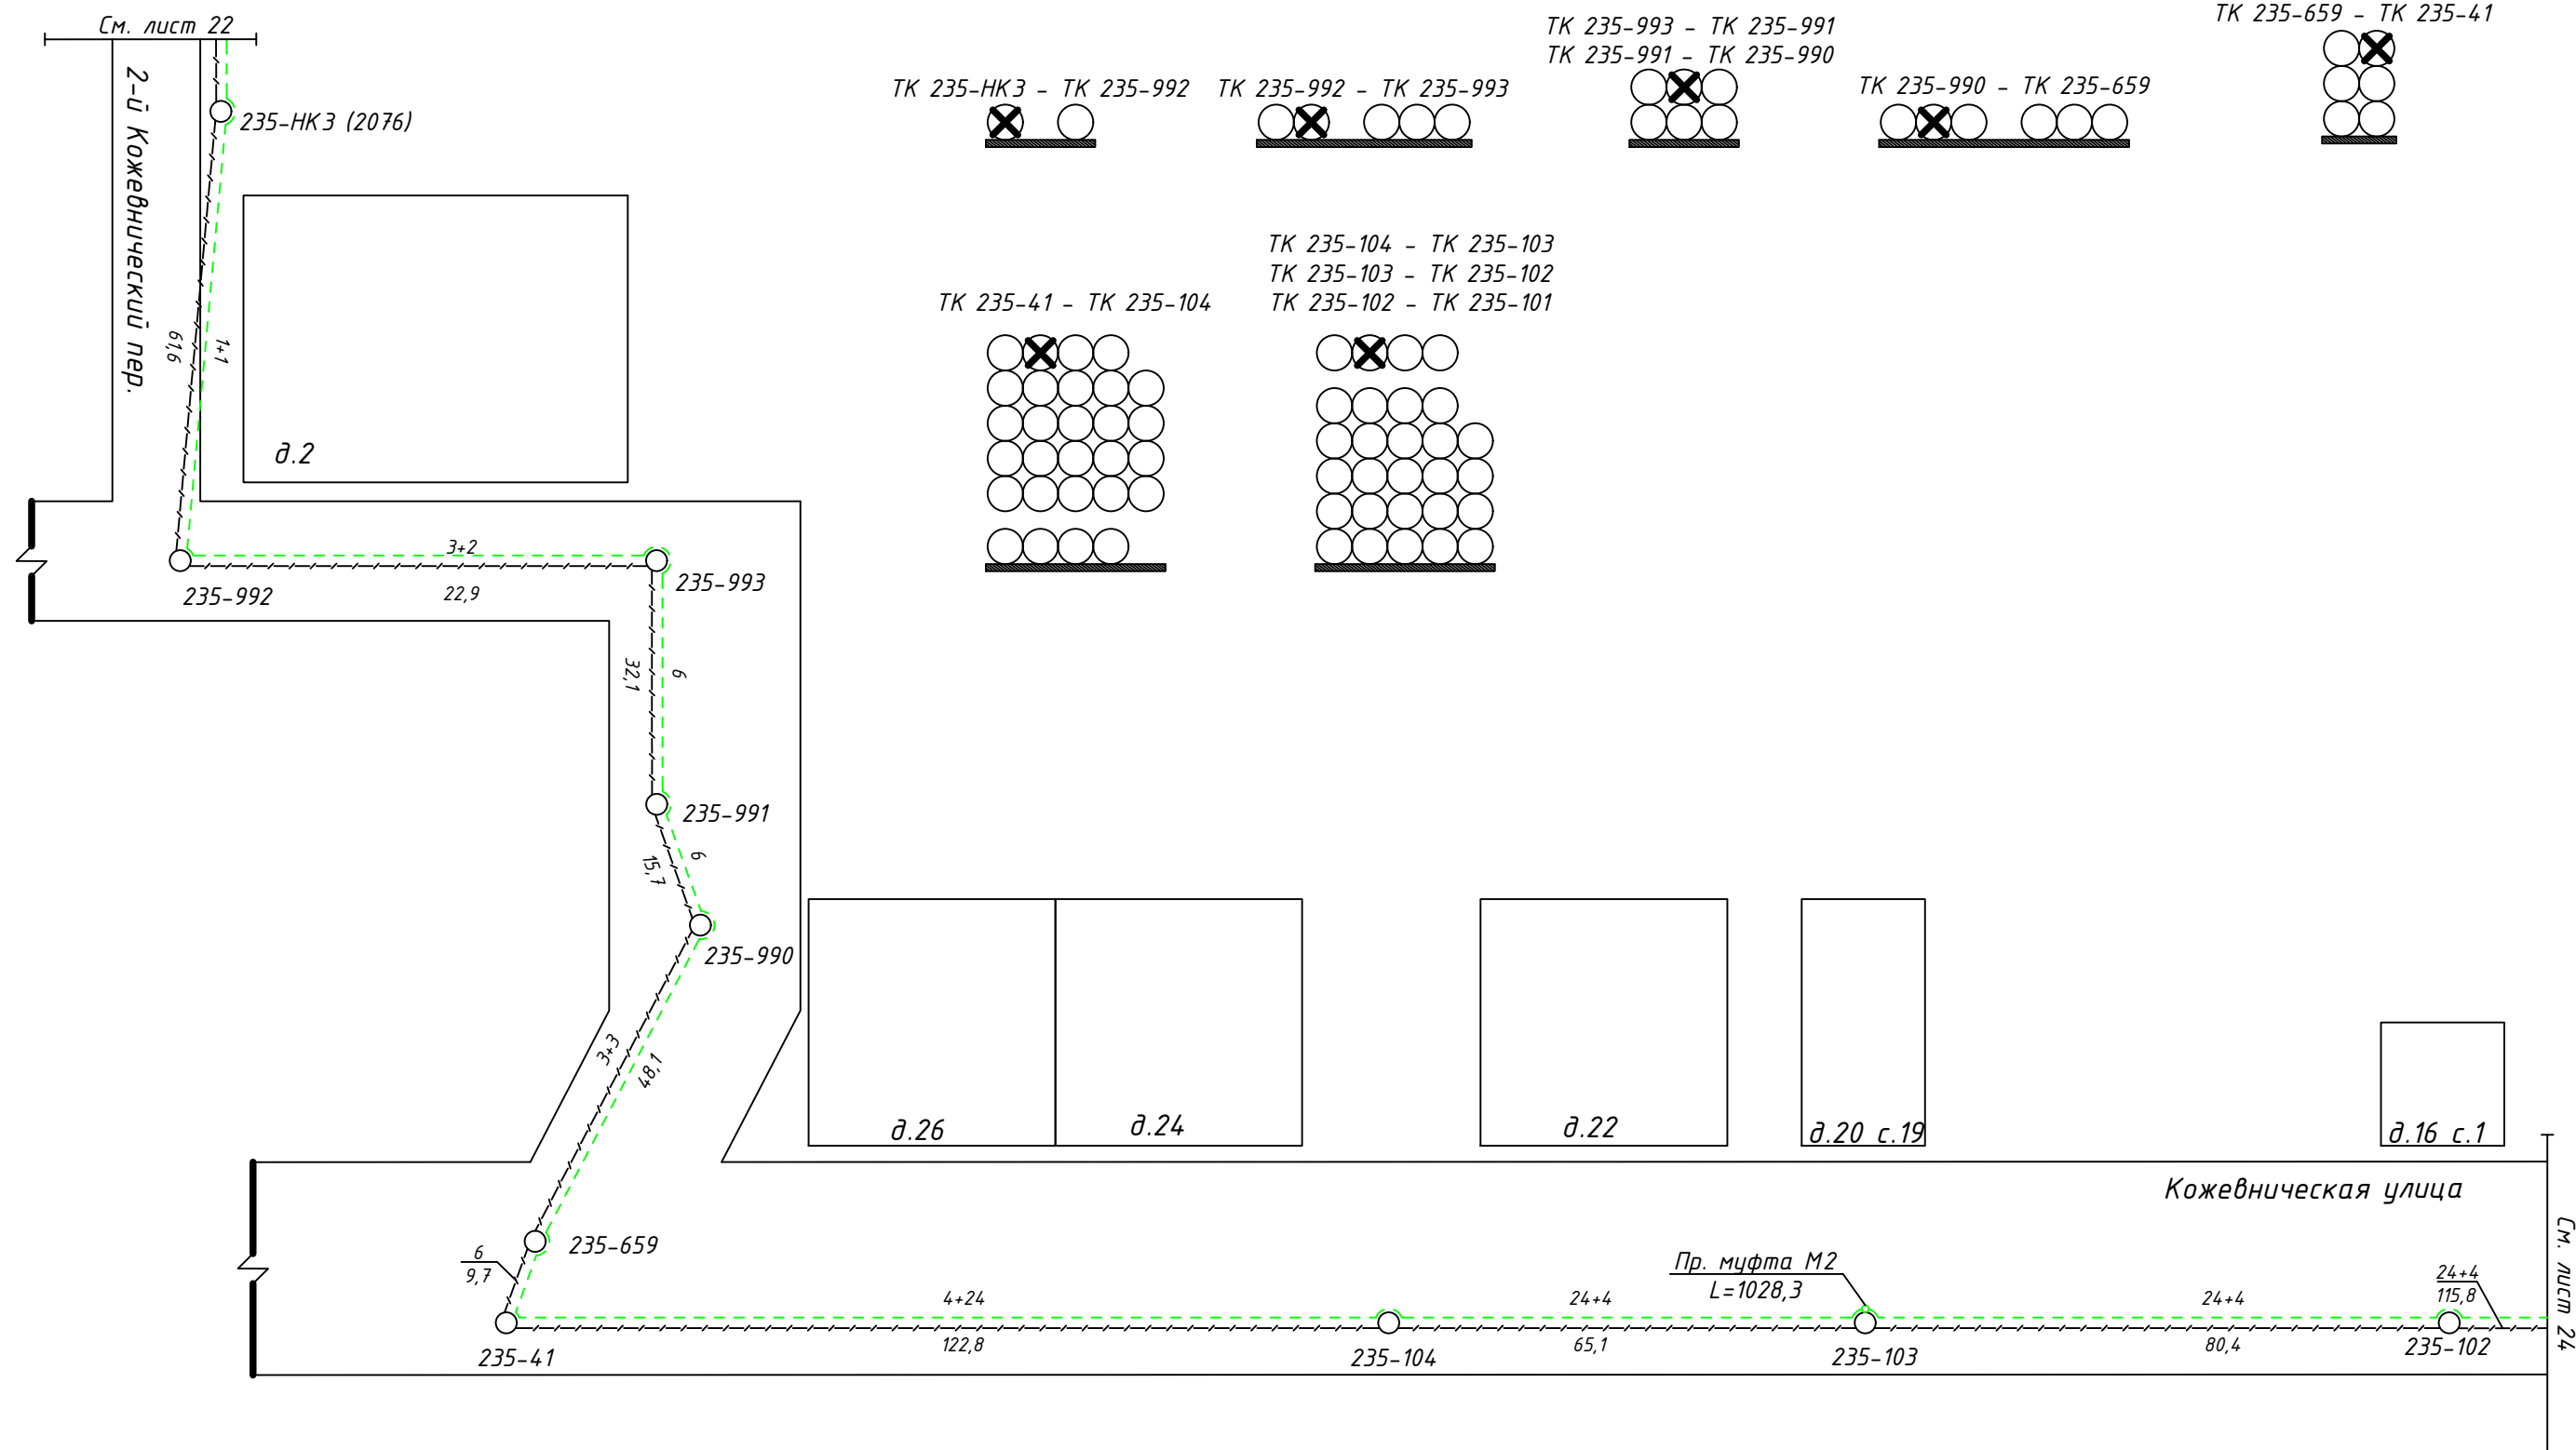 См. лист 22
ТК 235-993 - ТК 235-991
ТК 235-991 - ТК 235-990
ТК 235-659 - ТК 235-41
ТК 235-НК3 - ТК 235-992
ТК 235-992 - ТК 235-993
ТК 235-990 - ТК 235-659
2-й Кожевнический пер.
235-НК3 (2076)
ТК 235-104 - ТК 235-103
ТК 235-103 - ТК 235-102
ТК 235-102 - ТК 235-101
ТК 235-41 - ТК 235-104
61,6
1+1
д.2
3+2
235-992
22,9
235-993
32,1
6
235-991
15,7
6
235-990
3+3
48,1
д.26
д.24
д.22
д.20 с.19
д.16 с.1
Кожевническая улица
См. лист 24
235-659
6
9,7
Пр. муфта М2
L=1028,3
4+24
24+4
24+4
24+4
115,8
235-41
122,8
235-104
65,1
235-103
80,4
235-102